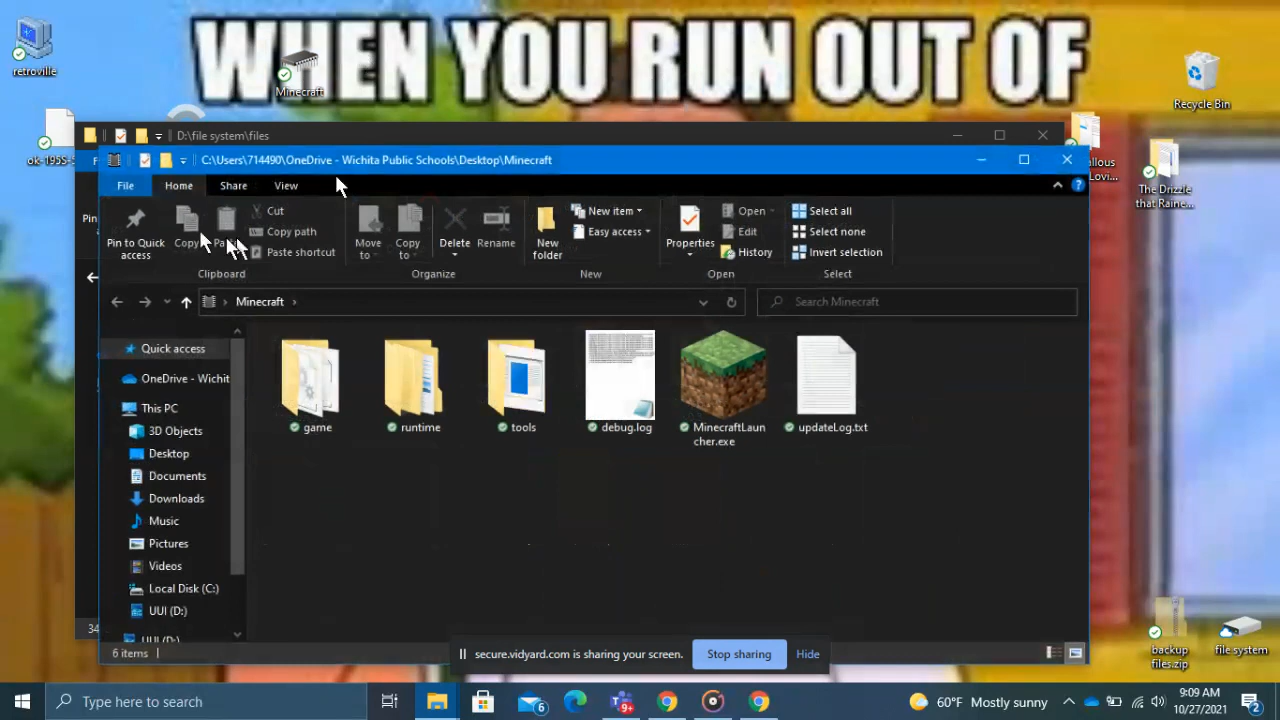 WHEN YOU RUN OUT OF
retroville
Minecraft
Recycle Bin
The Drizzle
that Raine...
D:\file system\files
C:\Users\714490\OneDrive - Wichita Public Schools\Desktop\Minecraft
File
Home
Share
View
Pin to Quick
access
Copy
Cut
Copy path
Paste shortcut
Clipboard
Move
to
Copy
to
Delete
Rename
Organize
New
folder
New item
Easy access
New
Properties
Open
Edit
History
Open
Select all
Select none
Invert selection
Select
Minecraft
Search Minecraft
Quick access
OneDrive - Wichit
This PC
3D Objects
Desktop
Documents
Downloads
Music
Pictures
Videos
Local Disk (C:)
UUI (D:)
UUI (D:)
game
runtime
tools
debug.log
MinecraftLaun
cher.exe
updateLog.txt
6 items
secure.vidyard.com is sharing your screen.
Stop sharing
Hide
backup
files.zip
file system
Type here to search
6
9+
60°F Mostly sunny
9:09 AM
10/27/2021
2